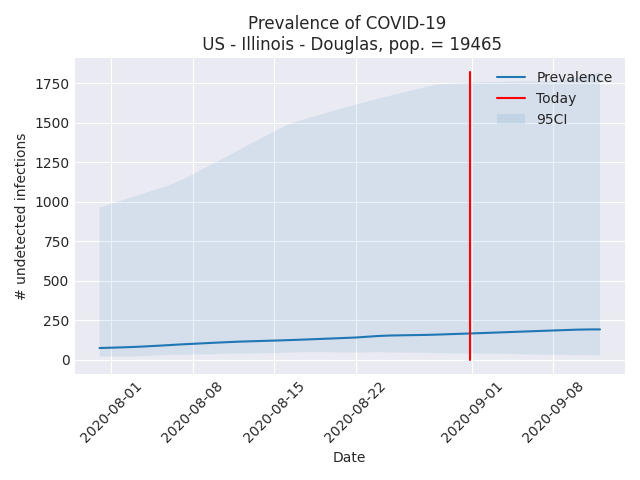 Prevalence of COVID-19
US - Illinois - Douglas, pop. = 19465
# undetected infections
1750
1500
1250
1000
750
500
250
0
Prevalence
Today
95CI
2020-08-01
2020-08-08
2020-08-15
2020-08-22
2020-09-01
2020-09-08
Date